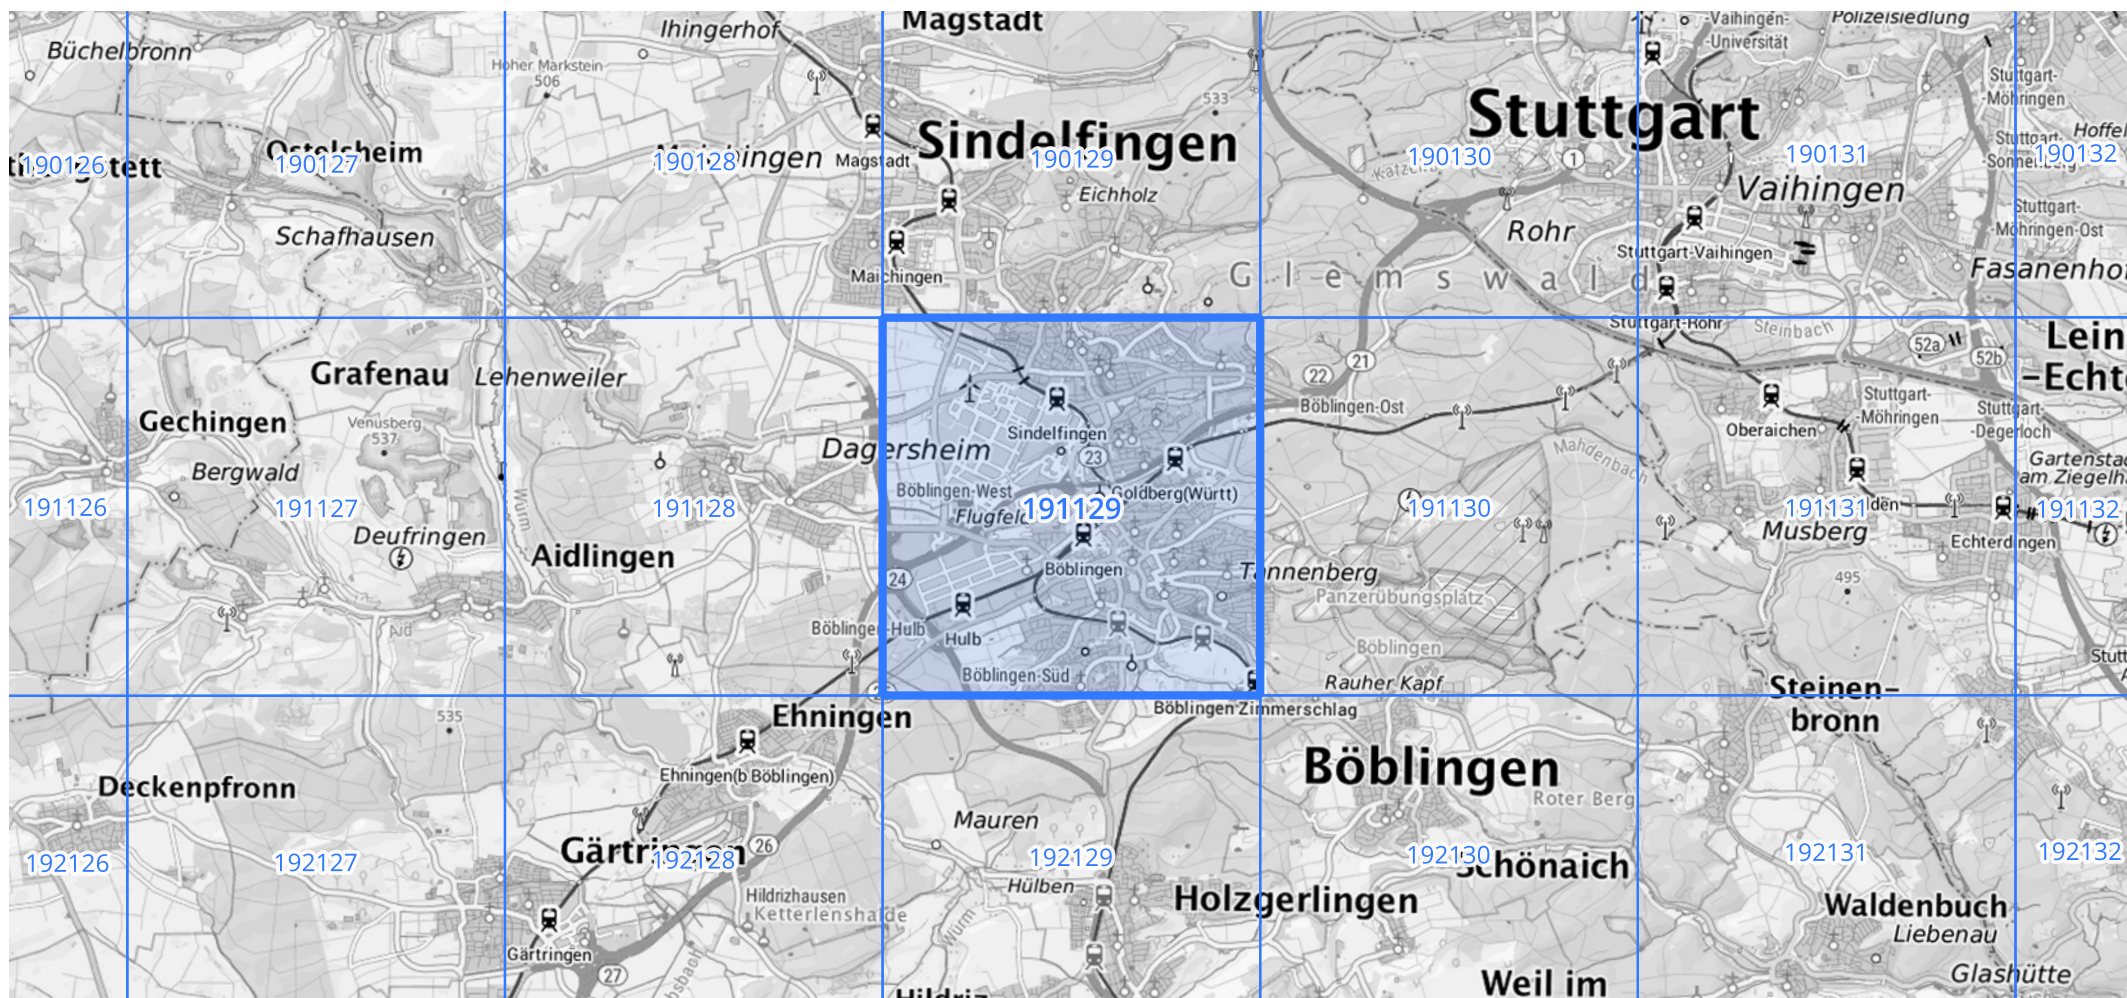 Magstadt
Büchelbronn
Ihingerhof
Vaihingen-
-Universität
Polizeisiedlung
Hoher Markstein
506
533
Stuttgart-
-Möhringen
Stuttgart
Sindelfingen
Ostelsheim
190126
190127
190128
Magstadt
190129
190130
1
190131
190132
Eichholz
Vaihingen
Schafhausen
Rohr
Stuttgart-
-Möhringen-Ost
Stuttgart-Vaihingen
Maichingen
Glemswald
Stuttgart-Rohr
Steinbach
52a
52b
Grafenau
Lehenweiler
22
21
Böblingen-Ost
Gechingen
Venusberg
537
Sindelfingen
Oberaichen
Stuttgart-
-Möhringen
Stuttgart-
-Degerloch
Dagersheim
23
Mahdenbach
Bergwald
Böblingen-West
Goldberg(Württ)
191126
191127
Würm
191128
191129
191130
191131
191132
Deufringen
Musberg
Echterdingen
Aidlingen
Böblingen
24
Tannenberg
Panzerübungsplatz
495
Aid
Böblingen-Hulb
Hulb
Böblingen
Böblingen-Süd
Rauher Kapf
Steinen-
bronn
535
Ehningen
Böblingen Zimmerschlag
Deckenpfronn
Ehningen(b Böblingen)
Böblingen
Roter Berg
Mauren
Gärtringen
26
192126
192127
192128
192129
192130
192131
192132
Schönaich
Hülben
Hildrizhausen
Ketterlenshalde
Holzgerlingen
Waldenbuch
Liebenau
Würm
Gärtringen
27
Weil im
Glashütte